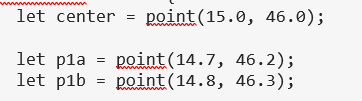 let center = point(15.0, 46.0);
let p1a = point(14.7, 46.2);
let p1b = point(14.8, 46.3);